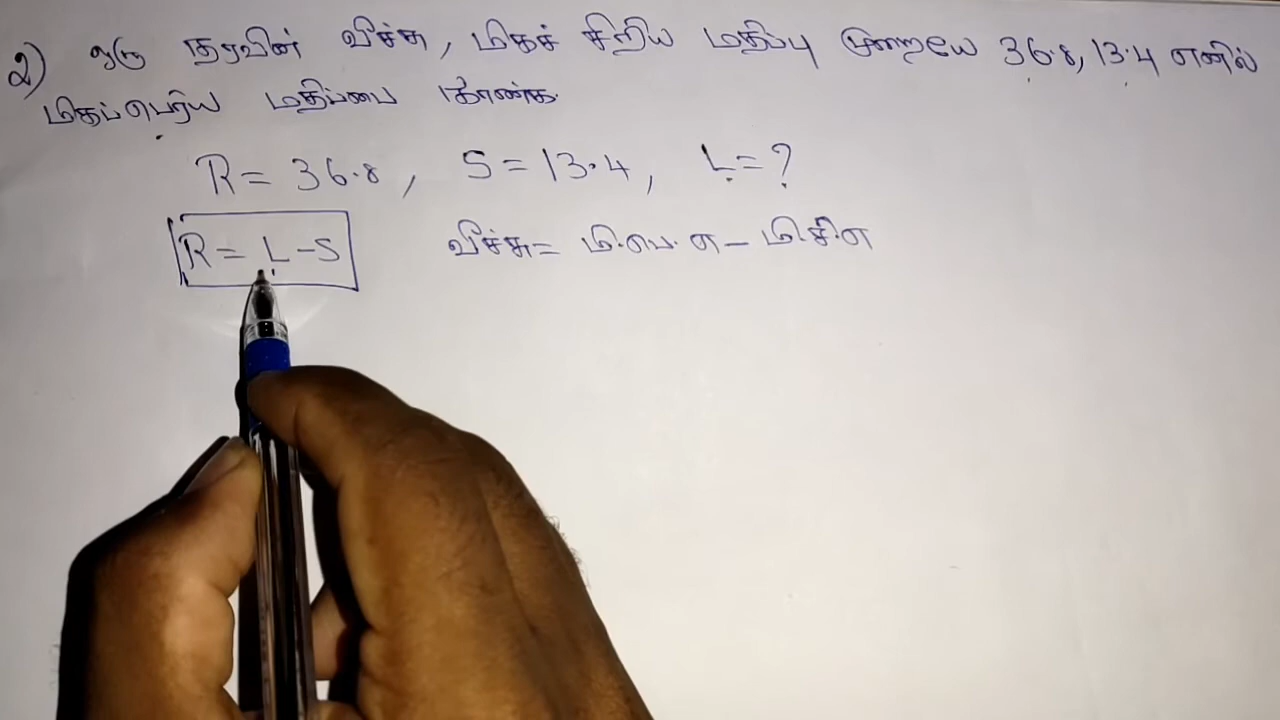 2) ஒரு தரவின் வீச்சு, மிகச் சிறிய மதிப்பு முறையே 36.8, 13.4 எனில்
மிகப்பெரிய மதிப்பை காண்க.
R = 36.8, S = 13.4, L = ?
R = L - S வீச்சு = மி.பெ.எ - மி.சி.எ